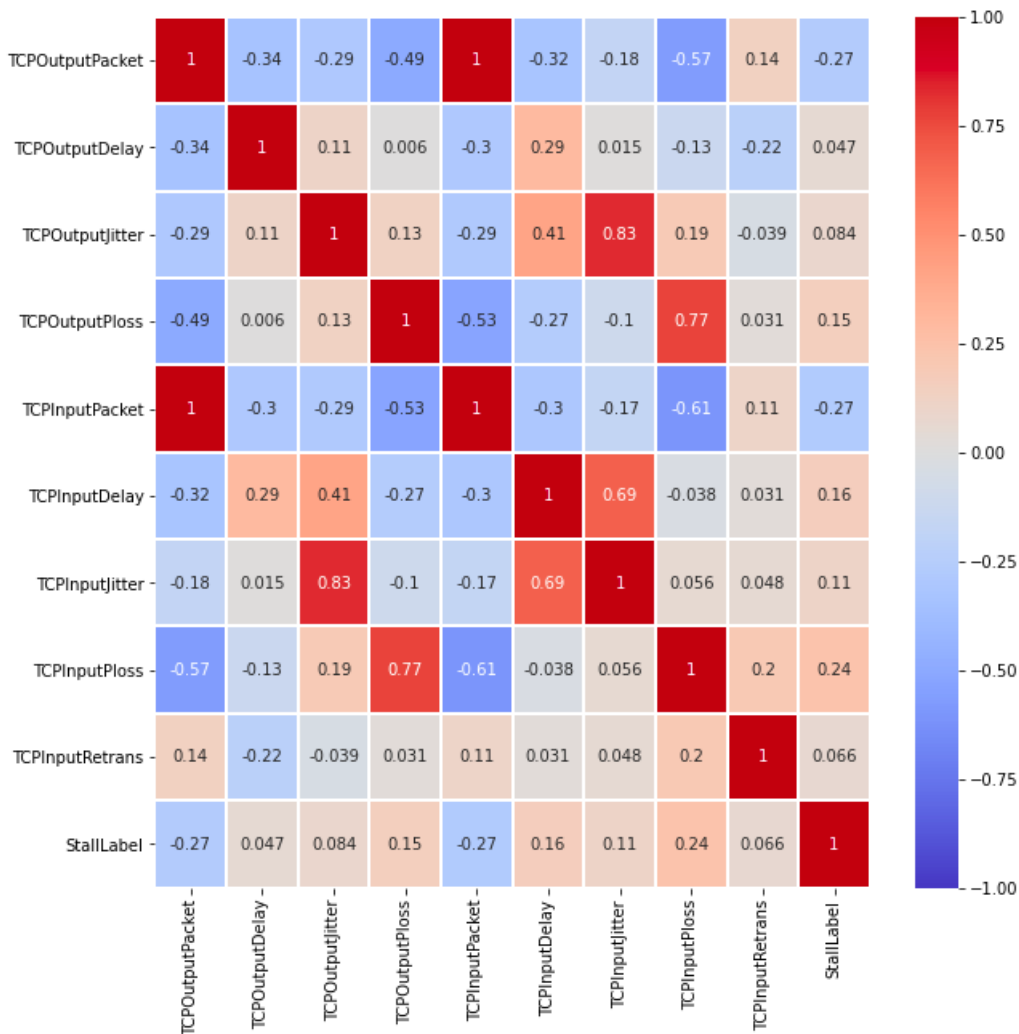 TCPOutputPacket 1 -0.34 -0.29 -0.49 1 -0.32 -0.18 -0.57 0.14 -0.27
TCPOutputDelay -0.34 1 0.11 0.006 -0.3 0.29 0.015 -0.13 -0.22 0.047
TCPOutputJitter -0.29 0.11 1 0.13 -0.29 0.41 0.83 0.19 -0.039 0.084
TCPOutputPloss -0.49 0.006 0.13 1 -0.53 -0.27 -0.1 0.77 0.031 0.15
TCPInputPacket 1 -0.3 -0.29 -0.53 1 -0.3 -0.17 -0.61 0.11 -0.27
TCPInputDelay -0.32 0.29 0.41 -0.27 -0.3 1 0.69 -0.038 0.031 0.16
TCPInputJitter -0.18 0.015 0.83 -0.1 -0.17 0.69 1 0.056 0.048 0.11
TCPInputPloss -0.57 -0.13 0.19 0.77 -0.61 -0.038 0.056 1 0.2 0.24
TCPInputRetrans 0.14 -0.22 -0.039 0.031 0.11 0.031 0.048 0.2 1 0.066
StallLabel -0.27 0.047 0.084 0.15 -0.27 0.16 0.11 0.24 0.066 1
TCPOutputPacket
TCPOutputDelay
TCPOutputJitter
TCPOutputPloss
TCPInputPacket
TCPInputDelay
TCPInputJitter
TCPInputPloss
TCPInputRetrans
StallLabel
1.00
0.75
0.50
0.25
0.00
−0.25
−0.50
−0.75
−1.00